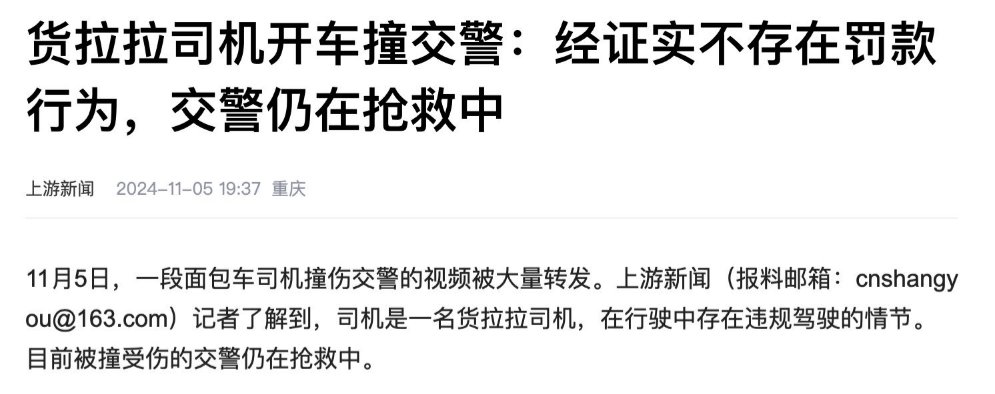 货拉拉司机开车撞交警：经证实不存在罚款
行为，交警仍在抢救中
上游新闻 2024-11-05 19:37 重庆
11月5日，一段面包车司机撞伤交警的视频被大量转发。上游新闻（报料邮箱：cnshangy
ou@163.com）记者了解到，司机是一名货拉拉司机，在行驶中存在违规驾驶的情节。
目前被撞受伤的交警仍在抢救中。